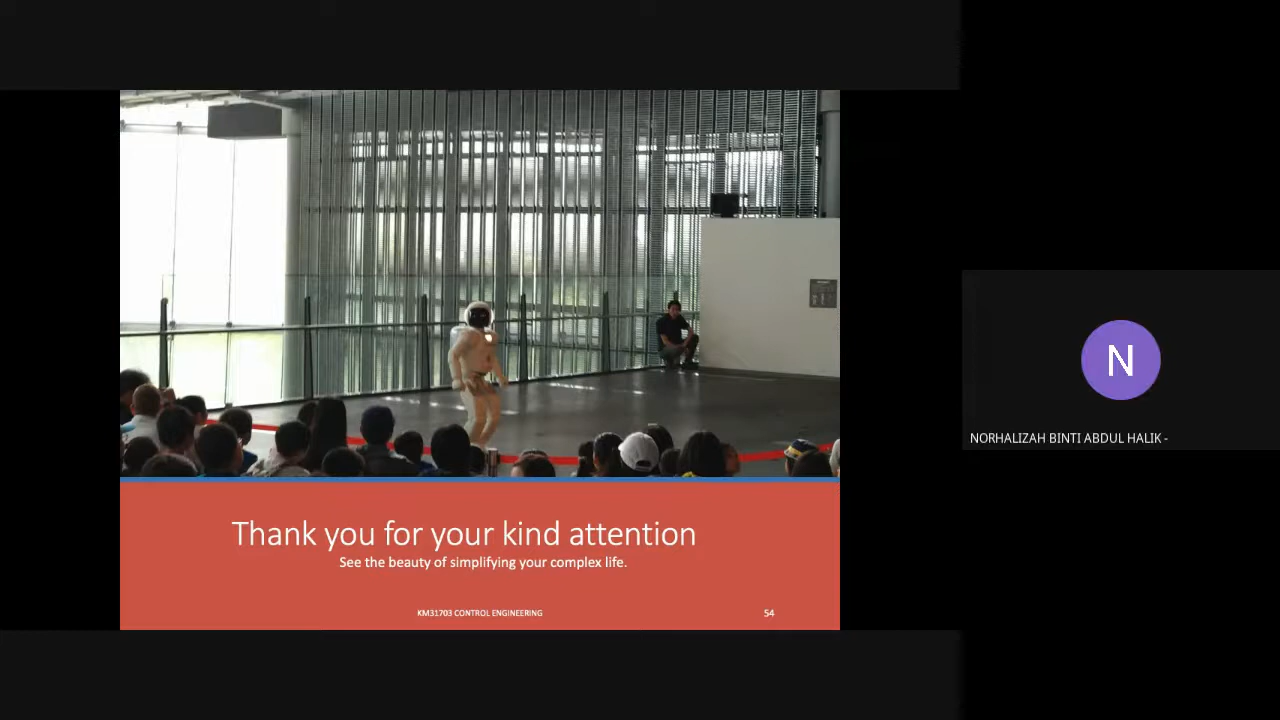 Thank you for your kind attention
See the beauty of simplifying your complex life.
KM31703 CONTROL ENGINEERING
54
N
NORHALIZAH BINTI ABDUL HALIK -